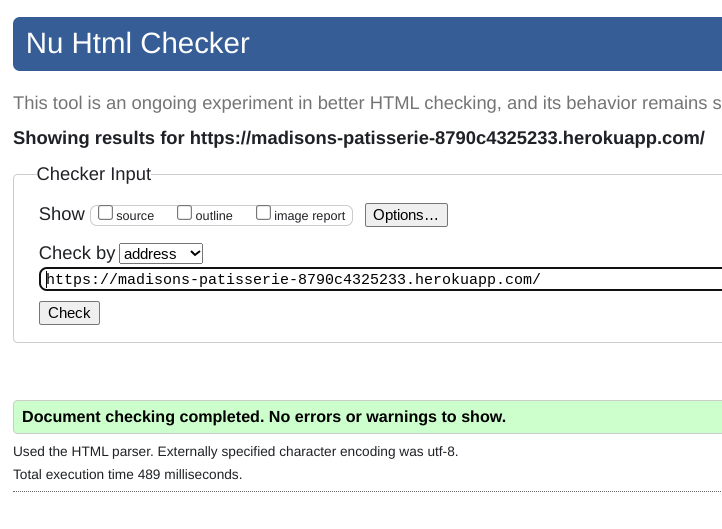 Nu Html Checker
This tool is an ongoing experiment in better HTML checking, and its behavior remains s
Showing results for https://madisons-patisserie-8790c4325233.herokuapp.com/
Checker Input
Show source outline image report Options...
Check by address
https://madisons-patisserie-8790c4325233.herokuapp.com/
Check
Document checking completed. No errors or warnings to show.
Used the HTML parser. Externally specified character encoding was utf-8.
Total execution time 489 milliseconds.